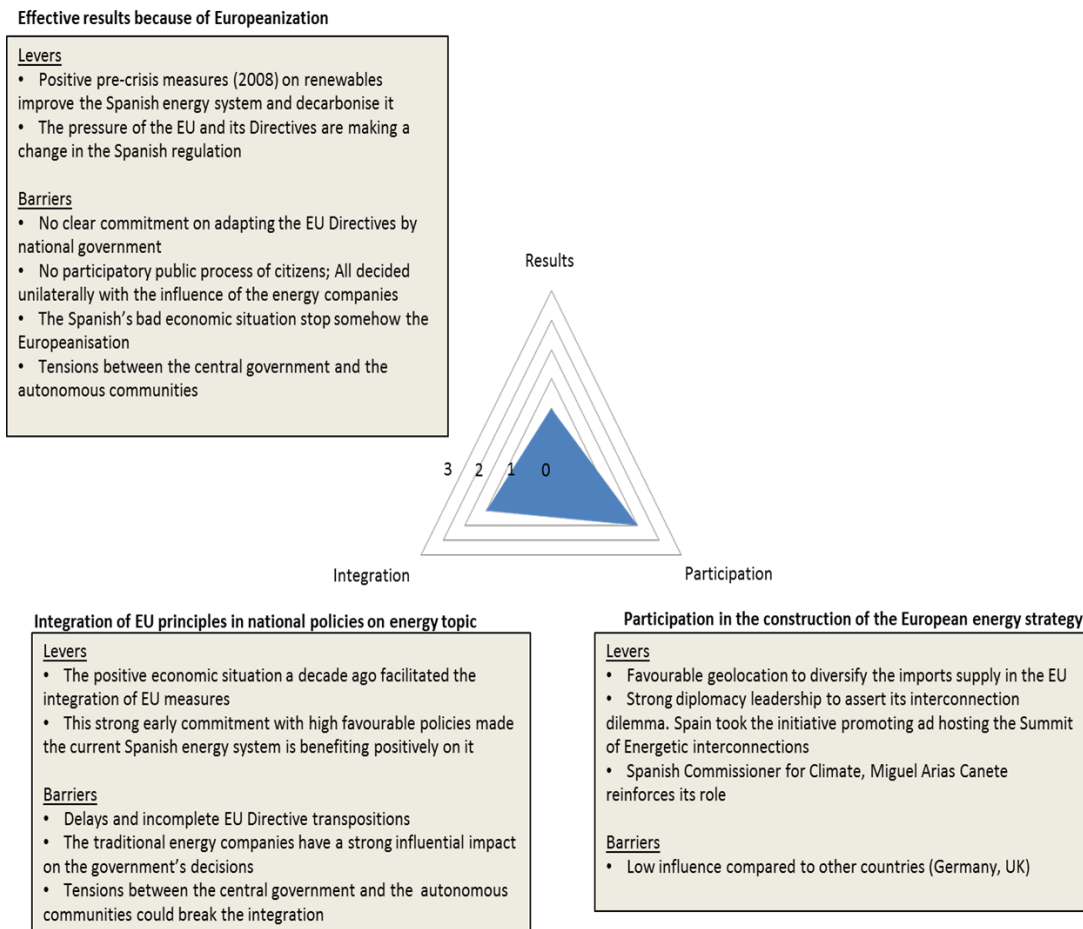 Effective results because of Europeanization
Levers
• Positive pre-crisis measures (2008) on renewables
improve the Spanish energy system and decarbonise it
• The pressure of the EU and its Directives are making a
change in the Spanish regulation
Barriers
• No clear commitment on adapting the EU Directives by
national government
• No participatory public process of citizens; All decided
unilaterally with the influence of the energy companies
• The Spanish's bad economic situation stop somehow the
Europeanisation
• Tensions between the central government and the
autonomous communities
Results
3 2 1 0
Integration
Participation
Integration of EU principles in national policies on energy topic
Levers
• The positive economic situation a decade ago facilitated the
integration of EU measures
• This strong early commitment with high favourable policies made
the current Spanish energy system is benefiting positively on it
Barriers
• Delays and incomplete EU Directive transpositions
• The traditional energy companies have a strong influential impact
on the government's decisions
• Tensions between the central government and the autonomous
communities could break the integration
Participation in the construction of the European energy strategy
Levers
• Favourable geolocation to diversify the imports supply in the EU
• Strong diplomacy leadership to assert its interconnection
dilemma. Spain took the initiative promoting ad hosting the Summit
of Energetic interconnections
• Spanish Commissioner for Climate, Miguel Arias Canete
reinforces its role
Barriers
• Low influence compared to other countries (Germany, UK)